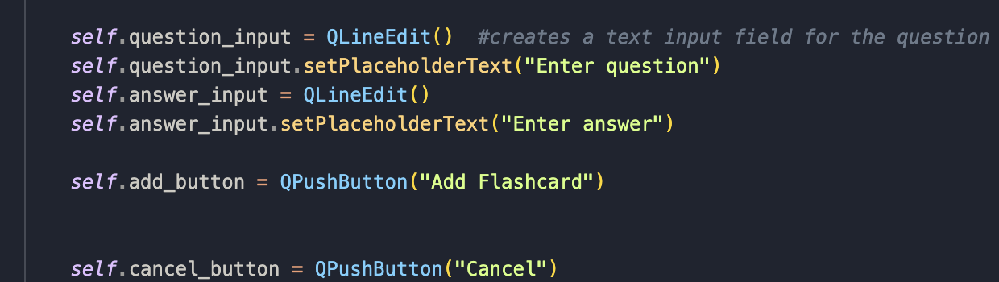 self.question_input = QLineEdit()  #creates a text input field for the question
self.question_input.setPlaceholderText("Enter question")
self.answer_input = QLineEdit()
self.answer_input.setPlaceholderText("Enter answer")
self.add_button = QPushButton("Add Flashcard")
self.cancel_button = QPushButton("Cancel")